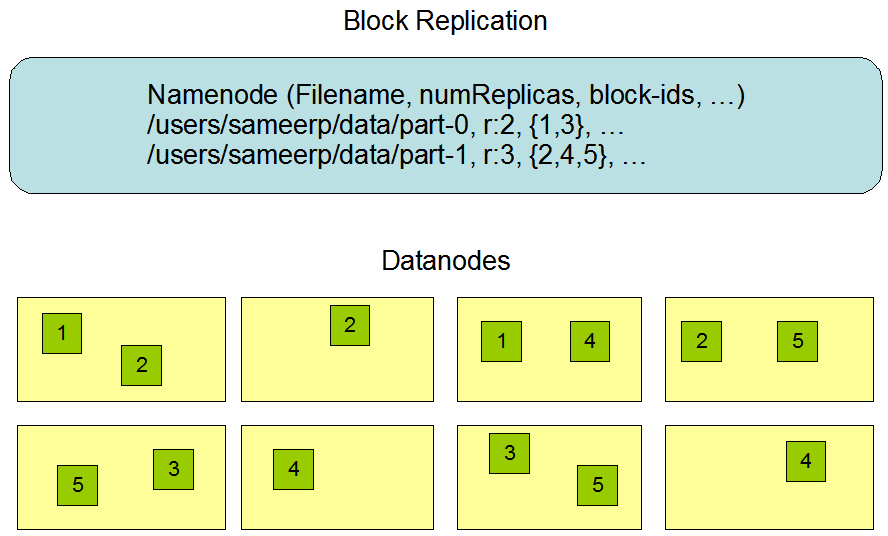 Block Replication
Namenode (Filename, numReplicas, block-ids, …)
/users/sameerp/data/part-0, r:2, {1,3}, …
/users/sameerp/data/part-1, r:3, {2,4,5}, …
Datanodes
1
2
2
1 4
2 5
5 3
4
3
5
4